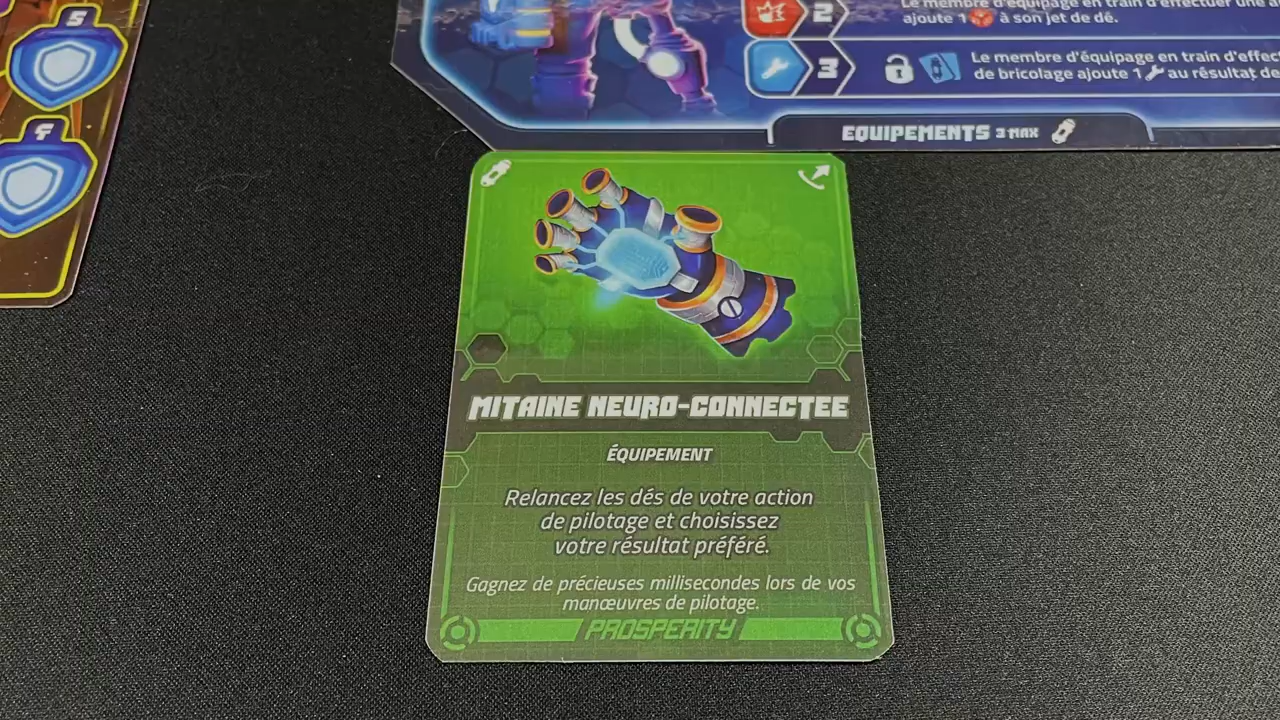 5
4
Le membre d'équipage en train d'effectuer une
2
ajoute 1 à son jet de dé.
3
Le membre d'équipage en train
de bricolage ajoute 1 au résultat
EQUIPEMENTS 3 MAX
MITAINE NEURO-CONNECTEE
ÉQUIPEMENT
Relancez les dés de votre action
de pilotage et choisissez
votre résultat préféré.
Gagnez de précieuses millisecondes lors de vos
manœuvres de pilotage.
PROSPERITY